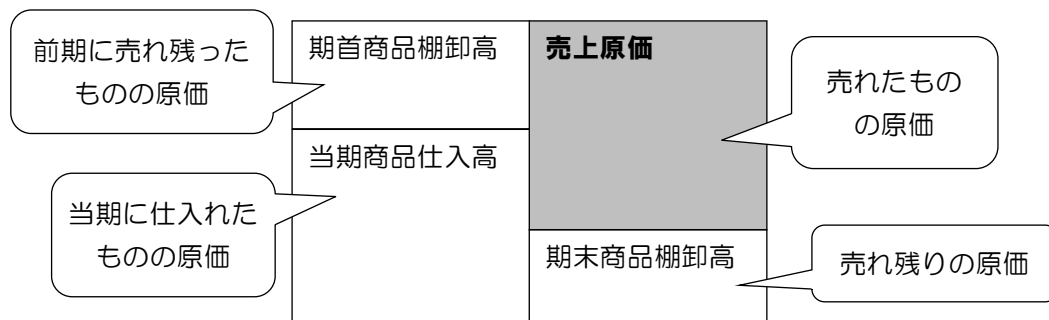 前期に売れ残った
ものの原価
期首商品棚卸高
売上原価
売れたもの
の原価
当期商品仕入高
当期に仕入れた
ものの原価
期末商品棚卸高
売れ残りの原価